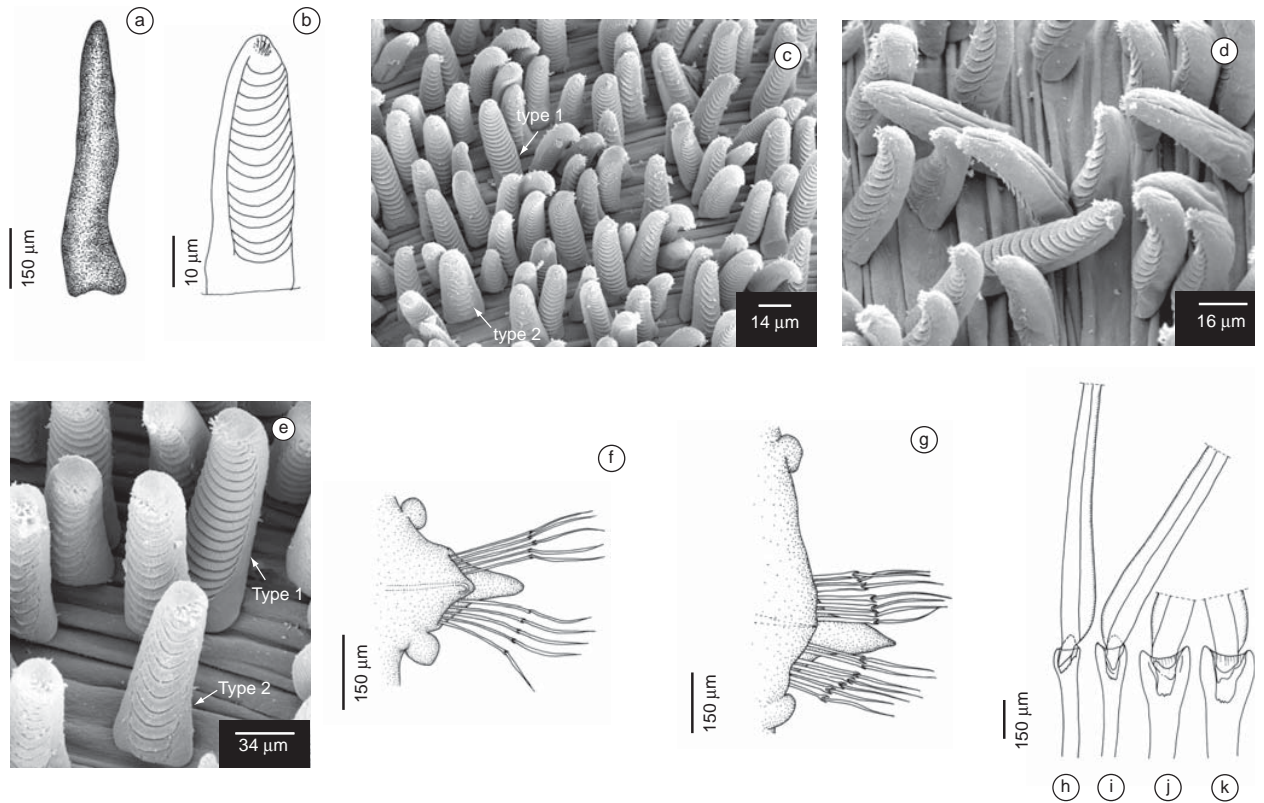 a
150 µm
b
10 µm
c
type 1
type 2
14 µm
d
16 µm
e
Type 1
Type 2
34 µm
f
150 µm
g
150 µm
150 µm
h
i
j
k